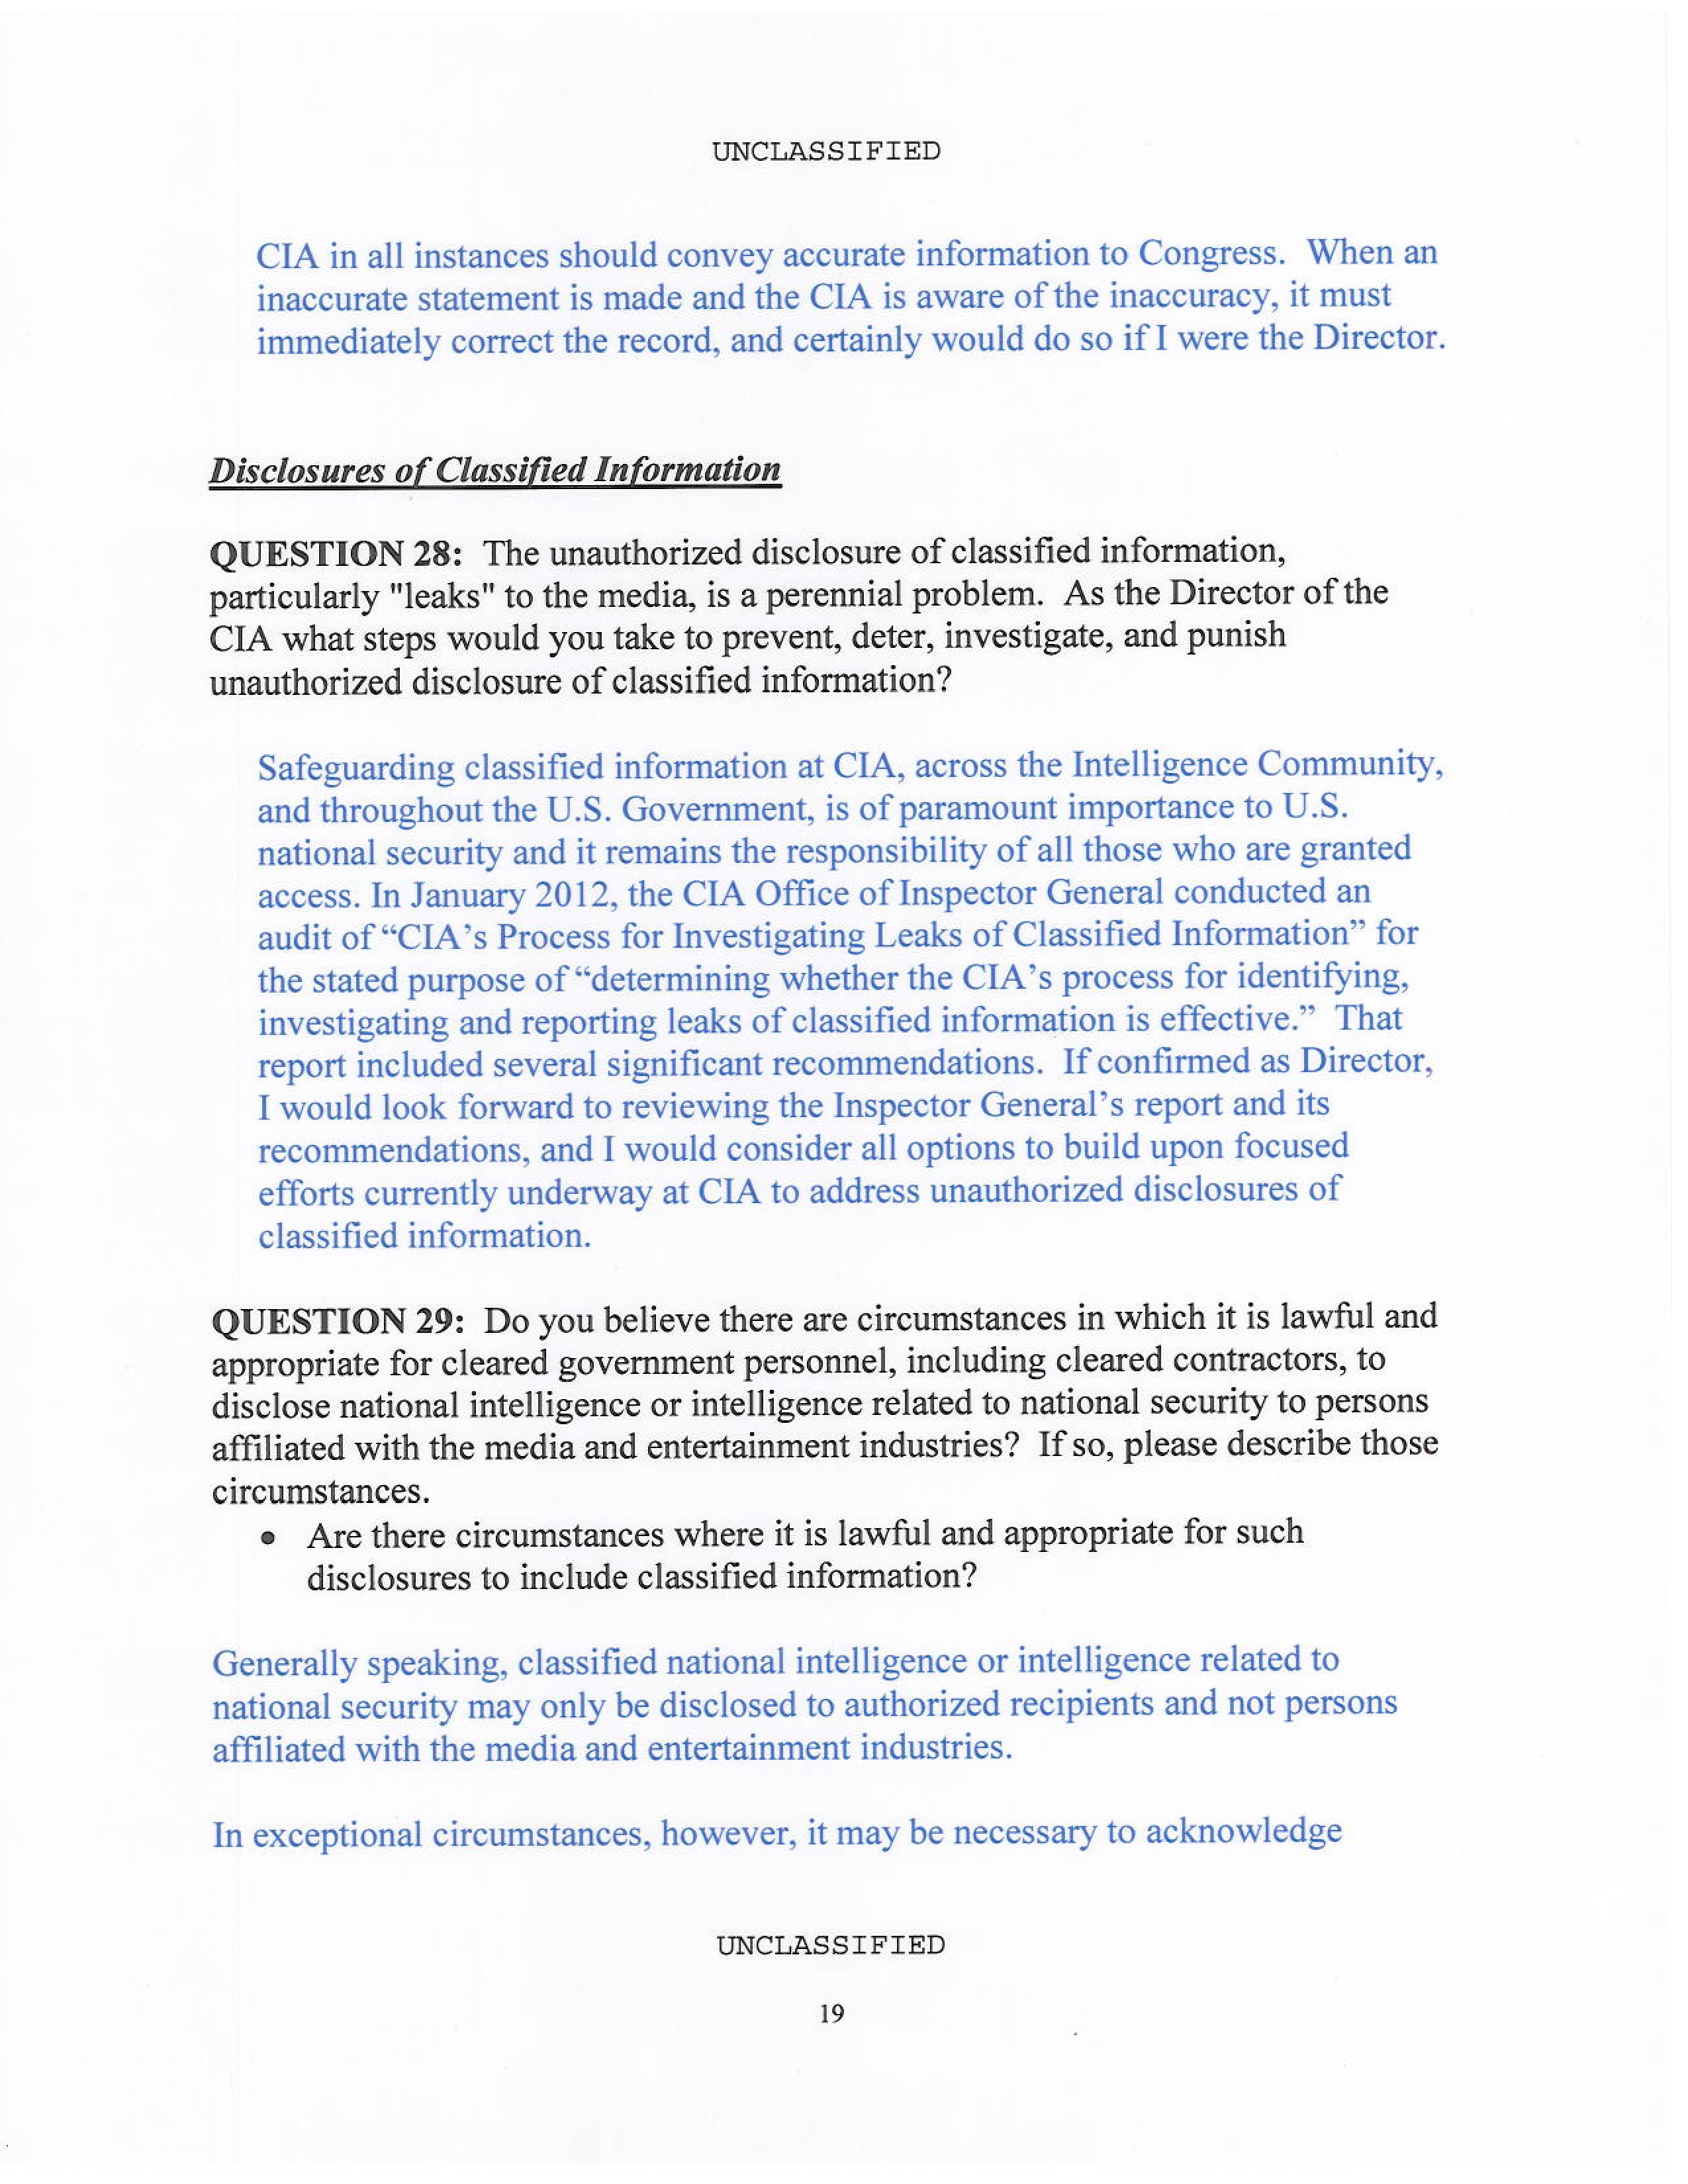 UNCLASSIFIED
CIA in all instances should convey accurate information to Congress.  When an
inaccurate statement is made and the CIA is aware of the inaccuracy, it must
immediately correct the record, and certainly would do so if I were the Director.
Disclosures of Classified Information
QUESTION 28:  The unauthorized disclosure of classified information,
particularly "leaks" to the media, is a perennial problem.  As the Director of the
CIA what steps would you take to prevent, deter, investigate, and punish
unauthorized disclosure of classified information?
Safeguarding classified information at CIA, across the Intelligence Community,
and throughout the U.S. Government, is of paramount importance to U.S.
national security and it remains the responsibility of all those who are granted
access. In January 2012, the CIA Office of Inspector General conducted an
audit of “CIA’s Process for Investigating Leaks of Classified Information” for
the stated purpose of “determining whether the CIA’s process for identifying,
investigating and reporting leaks of classified information is effective.”  That
report included several significant recommendations.  If confirmed as Director,
I would look forward to reviewing the Inspector General’s report and its
recommendations, and I would consider all options to build upon focused
efforts currently underway at CIA to address unauthorized disclosures of
classified information.
QUESTION 29:  Do you believe there are circumstances in which it is lawful and
appropriate for cleared government personnel, including cleared contractors, to
disclose national intelligence or intelligence related to national security to persons
affiliated with the media and entertainment industries?  If so, please describe those
circumstances.
• Are there circumstances where it is lawful and appropriate for such
disclosures to include classified information?
Generally speaking, classified national intelligence or intelligence related to
national security may only be disclosed to authorized recipients and not persons
affiliated with the media and entertainment industries.
In exceptional circumstances, however, it may be necessary to acknowledge
UNCLASSIFIED
19